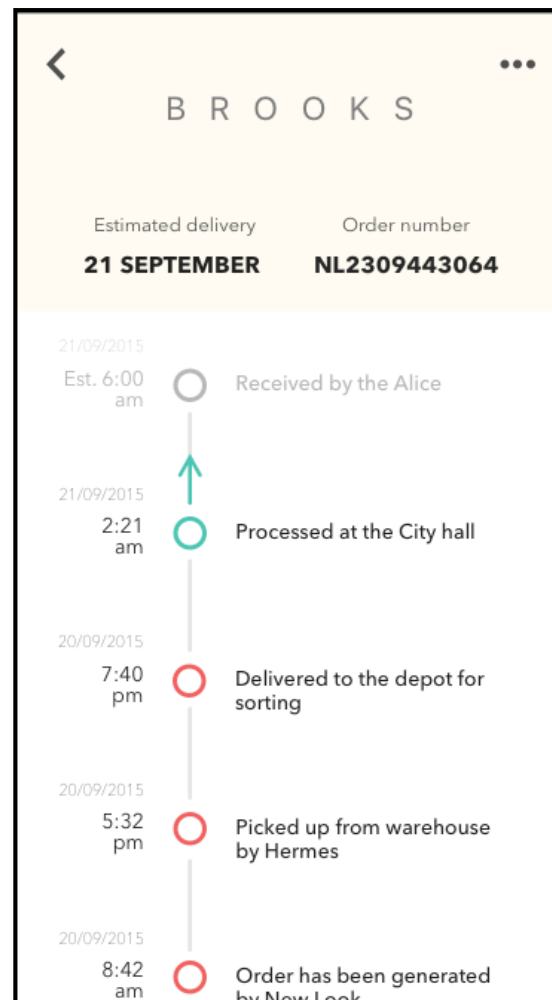 B R O O K S
Estimated delivery
21 SEPTEMBER
Order number
NL2309443064
21/09/2015
Est. 6:00
am
Received by the Alice
21/09/2015
2:21
am
Processed at the City hall
20/09/2015
7:40
pm
Delivered to the depot for
sorting
20/09/2015
5:32
pm
Picked up from warehouse
by Hermes
20/09/2015
8:42
am
Order has been generated
by New Look